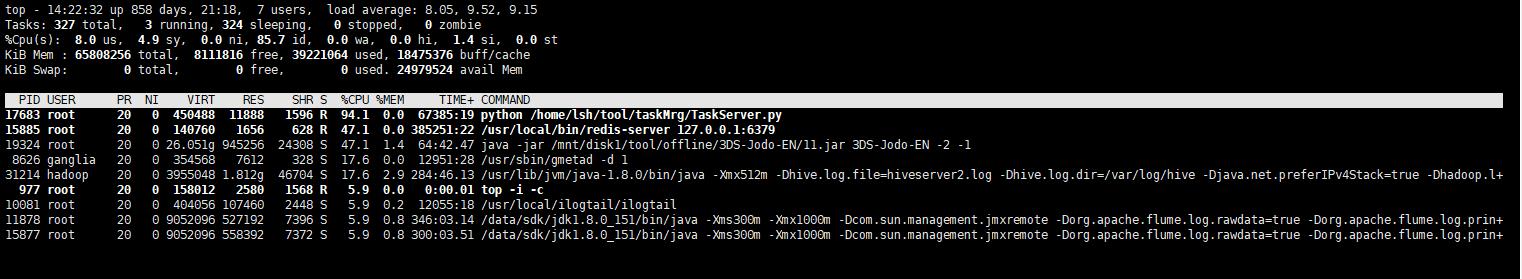 top - 14:22:32 up 858 days, 21:18,  7 users,  load average: 8.05, 9.52, 9.15
Tasks: 327 total,   3 running, 324 sleeping,   0 stopped,   0 zombie
%Cpu(s):  8.0 us,  4.9 sy,  0.0 ni, 85.7 id,  0.0 wa,  0.0 hi,  1.4 si,  0.0 st
KiB Mem : 65808256 total,  8111816 free, 39221064 used, 18475376 buff/cache
KiB Swap:        0 total,        0 free,        0 used. 24979524 avail Mem
PID USER      PR  NI    VIRT    RES    SHR S  %CPU %MEM     TIME+ COMMAND
17683 root      20   0  450488  11888   1596 R  94.1  0.0  67385:19 python /home/lsh/tool/taskMrg/TaskServer.py
15885 root      20   0  140760   1656    628 R  47.1  0.0 385251:22 /usr/local/bin/redis-server 127.0.0.1:6379
19324 root      20   0 26.051g 945256  24308 S  47.1  1.4  64:42.47 java -jar /mnt/disk1/tool/offline/3DS-Jodo-EN/11.jar 3DS-Jodo-EN -2 -1
8626 ganglia   20   0  354568   7612    328 S  17.6  0.0  12951:28 /usr/sbin/gmetad -d 1
31214 hadoop    20   0 3955048 1.812g  46704 S  17.6  2.9 284:46.13 /usr/lib/jvm/java-1.8.0/bin/java -Xmx512m -Dhive.log.file=hiveserver2.log -Dhive.log.dir=/var/log/hive -Djava.net.preferIPv4Stack=true -Dhadoop.l+
977 root      20   0  158012   2580   1568 R   5.9  0.0   0:00.01 top -i -c
10081 root      20   0  404056 107460   2448 S   5.9  0.2  12055:18 /usr/local/ilogtail/ilogtail
11878 root      20   0 9052096 527192   7396 S   5.9  0.8 346:03.14 /data/sdk/jdk1.8.0_151/bin/java -Xms300m -Xmx1000m -Dcom.sun.management.jmxremote -Dorg.apache.flume.log.rawdata=true -Dorg.apache.flume.log.prin+
15877 root      20   0 9052096 558392   7372 S   5.9  0.8 300:03.51 /data/sdk/jdk1.8.0_151/bin/java -Xms300m -Xmx1000m -Dcom.sun.management.jmxremote -Dorg.apache.flume.log.rawdata=true -Dorg.apache.flume.log.prin+